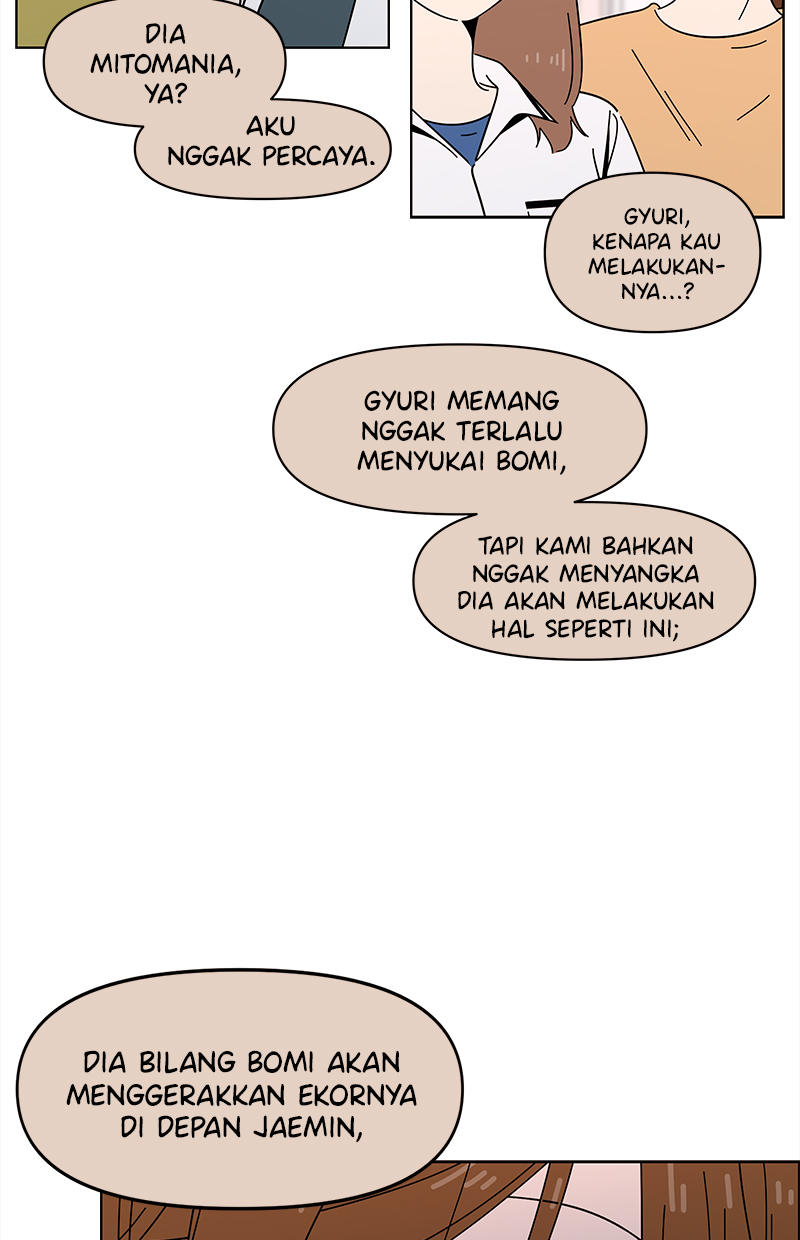 DIA
MITOMANIA,
YA?
AKU
NGGAK PERCAYA.
GYURI,
KENAPA KAU
MELAKUKAN-
NYA...?
GYURI MEMANG
NGGAK TERLALU
MENYUKAI BOMI,
TAPI KAMI BAHKAN
NGGAK MENYANGKA
DIA AKAN MELAKUKAN
HAL SEPERTI INI;
DIA BILANG BOMI AKAN
MENGGERAKKAN EKORNYA
DI DEPAN JAEMIN,